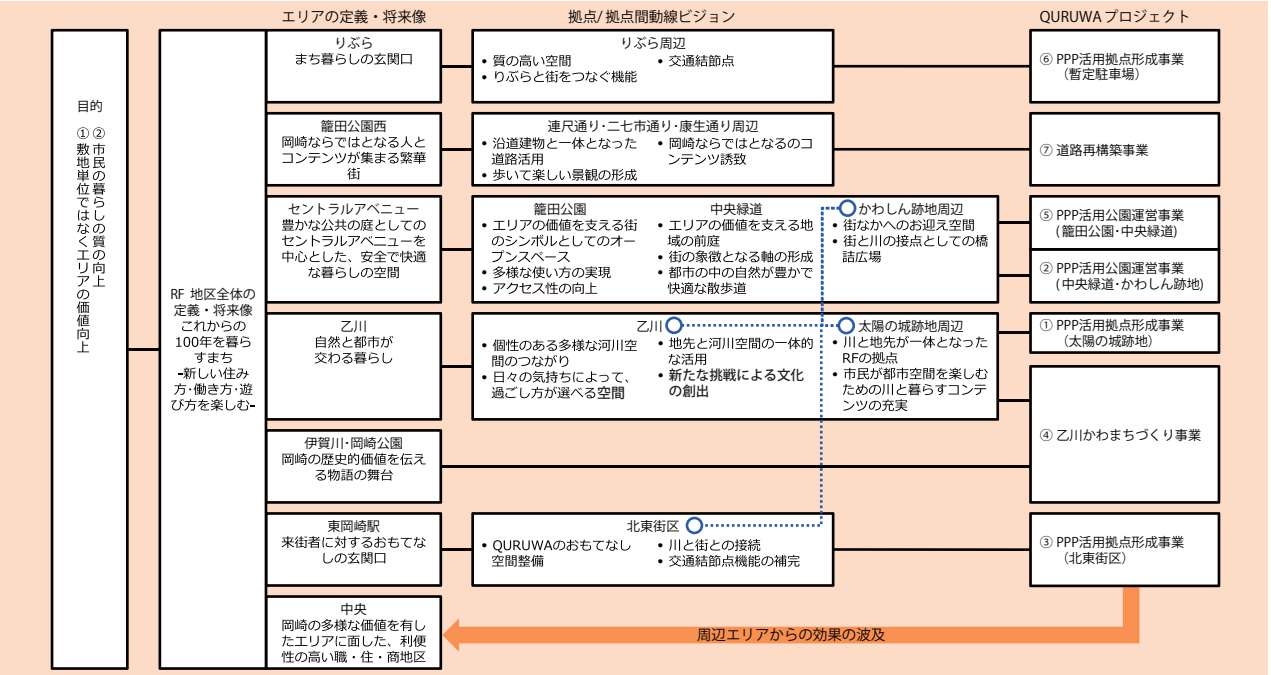 エリアの定義・将来像
拠点/拠点間動線ビジョン
QURUWAプロジェクト
目的
①敷地単位ではなくエリアの価値向上
②市民の暮らしの質の向上
RF 地区全体の
定義・将来像
これからの
100年を暮ら
すまち
-新しい住み
方･働き方･遊
び方を楽しむ-
りぶら
まち暮らしの玄関口
りぶら周辺
• 質の高い空間
• りぶらと街をつなぐ機能
• 交通結節点
⑥ PPP活用拠点形成事業
（暫定駐車場）
籠田公園西
岡崎ならではとなる人と
コンテンツが集まる繁華
街
連尺通り･二七市通り･康生通り周辺
• 沿道建物と一体となった
道路活用
• 歩いて楽しい景観の形成
• 岡崎ならではとなるのコ
ンテンツ誘致
⑦ 道路再構築事業
セントラルアベニュー
豊かな公共の庭としての
セントラルアベニューを
中心とした、安全で快適
な暮らしの空間
籠田公園
• エリアの価値を支える街
のシンボルとしてのオー
プンスペース
• 多様な使い方の実現
• アクセス性の向上
中央緑道
• エリアの価値を支える地
域の前庭
• 街の象徴となる軸の形成
• 都市の中の自然が豊かで
快適な散歩道
かわしん跡地周辺
• 街なかへのお迎え空間
• 街と川の接点としての橋
詰広場
⑤ PPP活用公園運営事業
(籠田公園･中央緑道)
② PPP活用公園運営事業
(中央緑道･かわしん跡地)
乙川
自然と都市が
交わる暮らし
乙川
• 個性のある多様な河川空
間のつながり
• 日々の気持ちによって、
過ごし方が選べる空間
• 地先と河川空間の一体的
な活用
• 新たな挑戦による文化
の創出
太陽の城跡地周辺
• 川と地先が一体となった
RFの拠点
• 市民が都市空間を楽しむ
ための川と暮らすコンテ
ンツの充実
① PPP活用拠点形成事業
（太陽の城跡地）
④ 乙川かわまちづくり事業
伊賀川･岡崎公園
岡崎の歴史的価値を伝え
る物語の舞台
東岡崎駅
来街者に対するおもてな
しの玄関口
北東街区
• QURUWAのおもてなし
空間整備
• 川と街との接続
• 交通結節点機能の補完
③ PPP活用拠点形成事業
（北東街区）
中央
岡崎の多様な価値を有し
たエリアに面した、利便
性の高い職・住・商地区
周辺エリアからの効果の波及